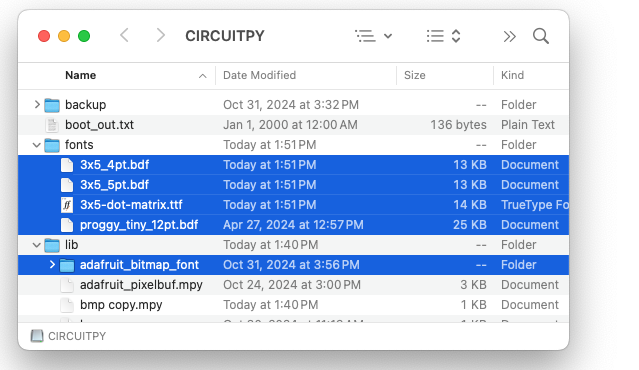 CIRCUITPY
Name Date Modified Size Kind
backup Oct 31, 2024 at 3:32 PM -- Folder
boot_out.txt Jan 1, 2000 at 12:00 AM 136 bytes Plain Text
fonts Today at 1:51 PM -- Folder
3x5_4pt.bdf Today at 1:51 PM 13 KB Document
3x5_5pt.bdf Today at 1:51 PM 13 KB Document
3x5-dot-matrix.ttf Today at 1:51 PM 14 KB TrueType Fo
proggy_tiny_12pt.bdf Apr 27, 2024 at 12:57 PM 25 KB Document
lib Today at 1:40 PM -- Folder
adafruit_bitmap_font Oct 31, 2024 at 3:56 PM -- Folder
adafruit_pixelbuf.mpy Oct 24, 2024 at 3:00 PM 3 KB Document
bmp copy.mpy Today at 1:40 PM 1 KB Document
CIRCUITPY